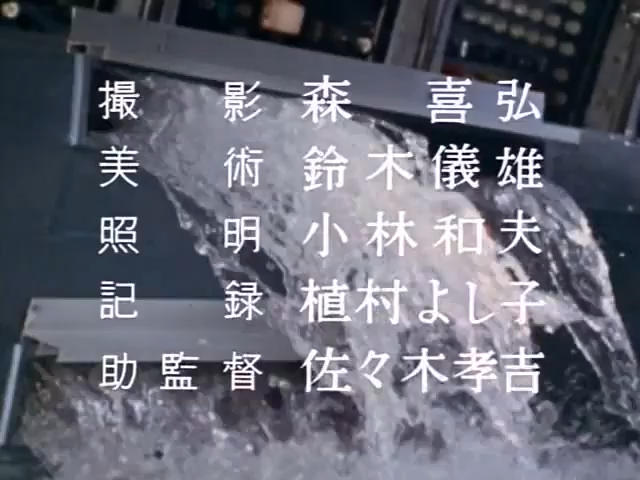 撮影 森喜弘
美術 鈴木儀雄
照明 小林和夫
記録 植村よし子
助監督 佐々木孝吉